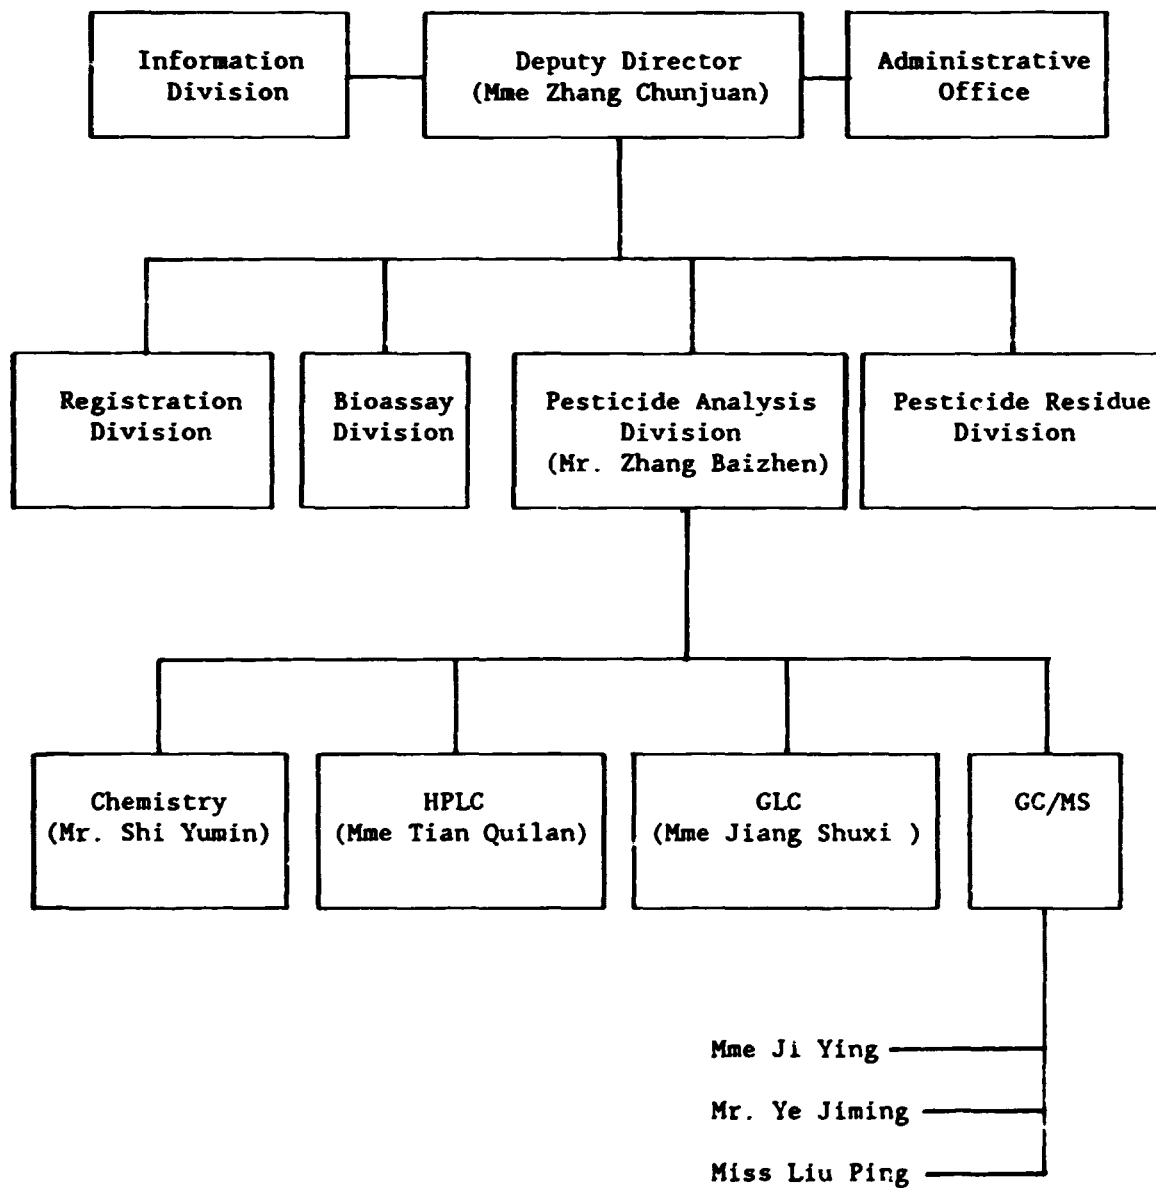 Information
Division
Deputy Director
(Mme Zhang Chunjuan)
Administrative
Office
Registration
Division
Bioassay
Division
Pesticide Analysis
Division
(Mr. Zhang Baizhen)
Pesticide Residue
Division
Chemistry
(Mr. Shi Yumin)
HPLC
(Mme Tian Quilan)
GLC
(Mme Jiang Shuxi )
GC/MS
Mme Ji Ying
Mr. Ye Jiming
Miss Liu Ping